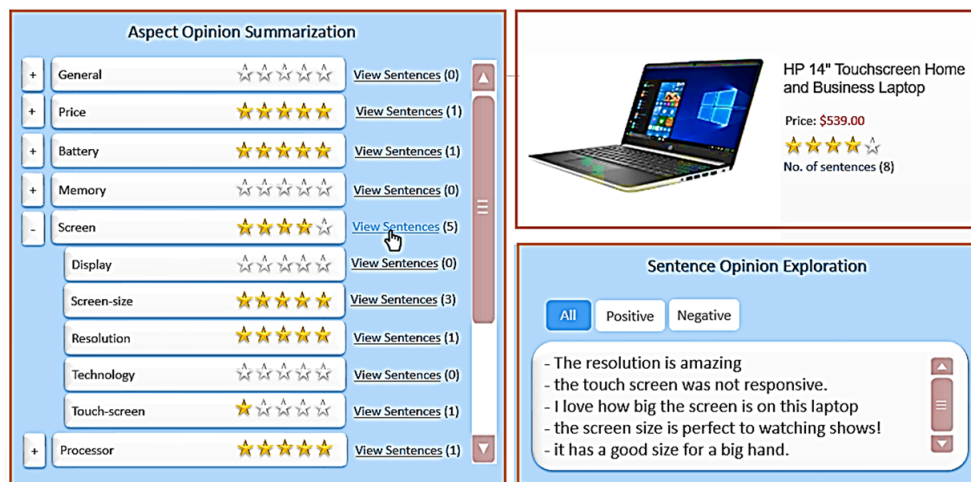 Aspect Opinion Summarization
+ General View Sentences (0)
+ Price View Sentences (1)
+ Battery View Sentences (1)
+ Memory View Sentences (0)
- Screen View Sentences (5)
Display View Sentences (0)
Screen-size View Sentences (3)
Resolution View Sentences (1)
Technology View Sentences (0)
Touch-screen View Sentences (1)
+ Processor View Sentences (1)
HP 14" Touchscreen Home
and Business Laptop
Price: $539.00
No. of sentences (8)
Sentence Opinion Exploration
All Positive Negative
- The resolution is amazing
- the touch screen was not responsive.
- I love how big the screen is on this laptop
- the screen size is perfect to watching shows!
- it has a good size for a big hand.